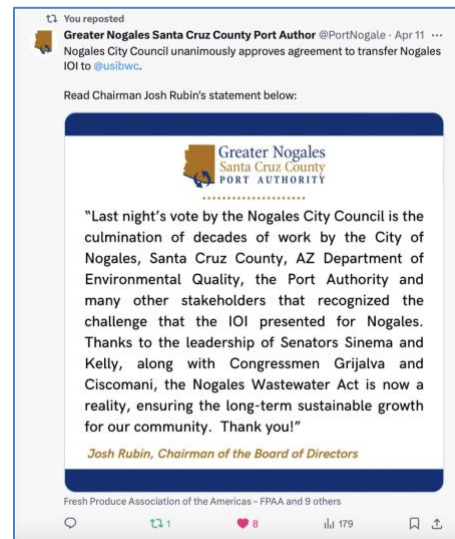 You reposted
Greater Nogales Santa Cruz County Port Author @PortNogale · Apr 11 ···
Nogales City Council unanimously approves agreement to transfer Nogales
IOI to @usibwc.
Read Chairman Josh Rubin's statement below:
Greater Nogales
Santa Cruz County
PORT AUTHORITY
“Last night’s vote by the Nogales City Council is the
culmination of decades of work by the City of
Nogales, Santa Cruz County, AZ Department of
Environmental Quality, the Port Authority and
many other stakeholders that recognized the
challenge that the IOI presented for Nogales.
Thanks to the leadership of Senators Sinema and
Kelly, along with Congressmen Grijalva and
Ciscomani, the Nogales Wastewater Act is now a
reality, ensuring the long-term sustainable growth
for our community. Thank you!”
Josh Rubin, Chairman of the Board of Directors
Fresh Produce Association of the Americas - FPAA and 9 others
1 8 179